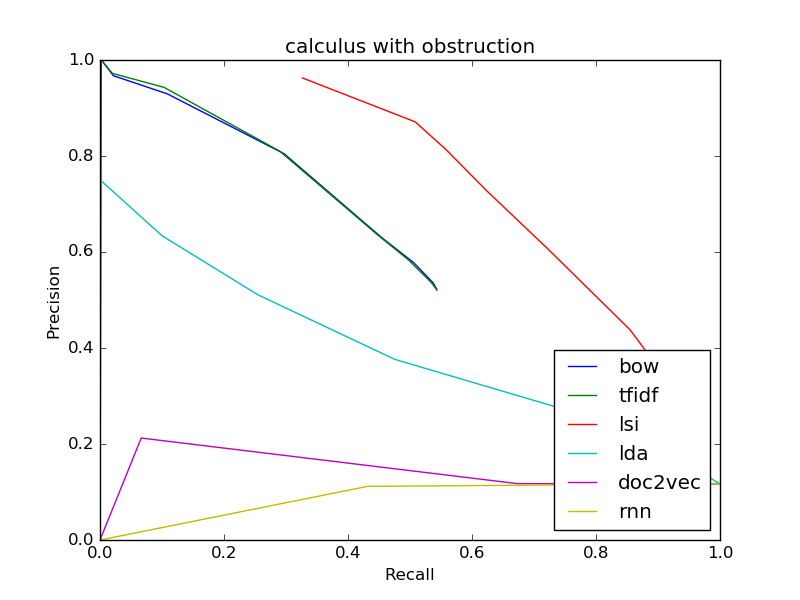 calculus with obstruction
1.0
0.8
0.6
0.4
0.2
0.0
Precision
0.0 0.2 0.4 0.6 0.8 1.0
Recall
bow
tfidf
lsi
lda
doc2vec
rnn